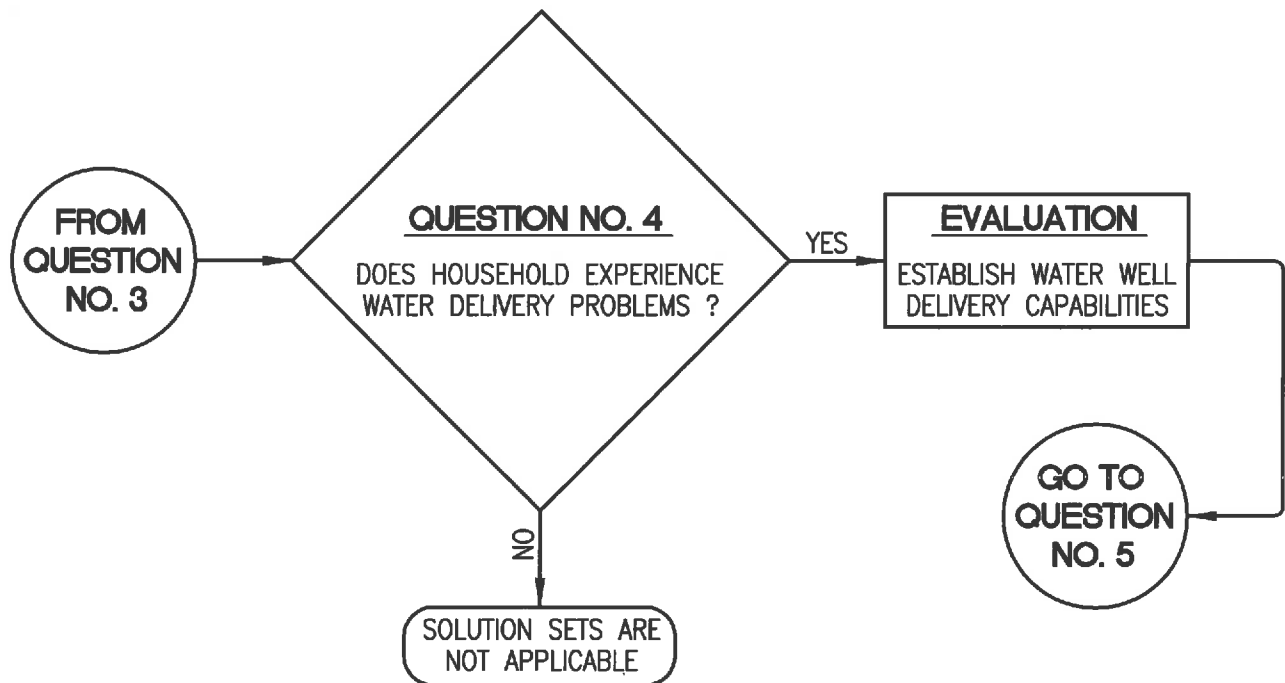 FROM
QUESTION
NO. 3
QUESTION NO. 4
DOES HOUSEHOLD EXPERIENCE
WATER DELIVERY PROBLEMS ?
YES
EVALUATION
ESTABLISH WATER WELL
DELIVERY CAPABILITIES
GO TO
QUESTION
NO. 5
NO
SOLUTION SETS ARE
NOT APPLICABLE